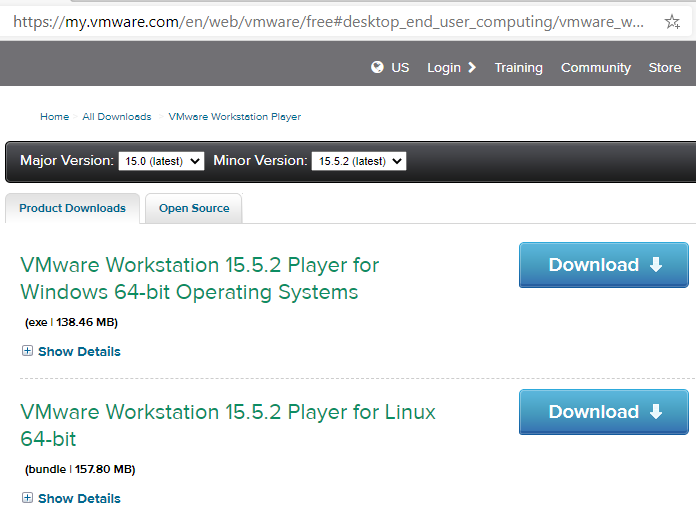 https://my.vmware.com/en/web/vmware/free#desktop_end_user_computing/vmware_w...
US Login Training Community Store
Home All Downloads VMware Workstation Player
Major Version: 15.0 (latest) Minor Version: 15.5.2 (latest)
Product Downloads Open Source
VMware Workstation 15.5.2 Player for
Windows 64-bit Operating Systems
Download
(exe | 138.46 MB)
Show Details
VMware Workstation 15.5.2 Player for Linux
64-bit
Download
(bundle | 157.80 MB)
Show Details